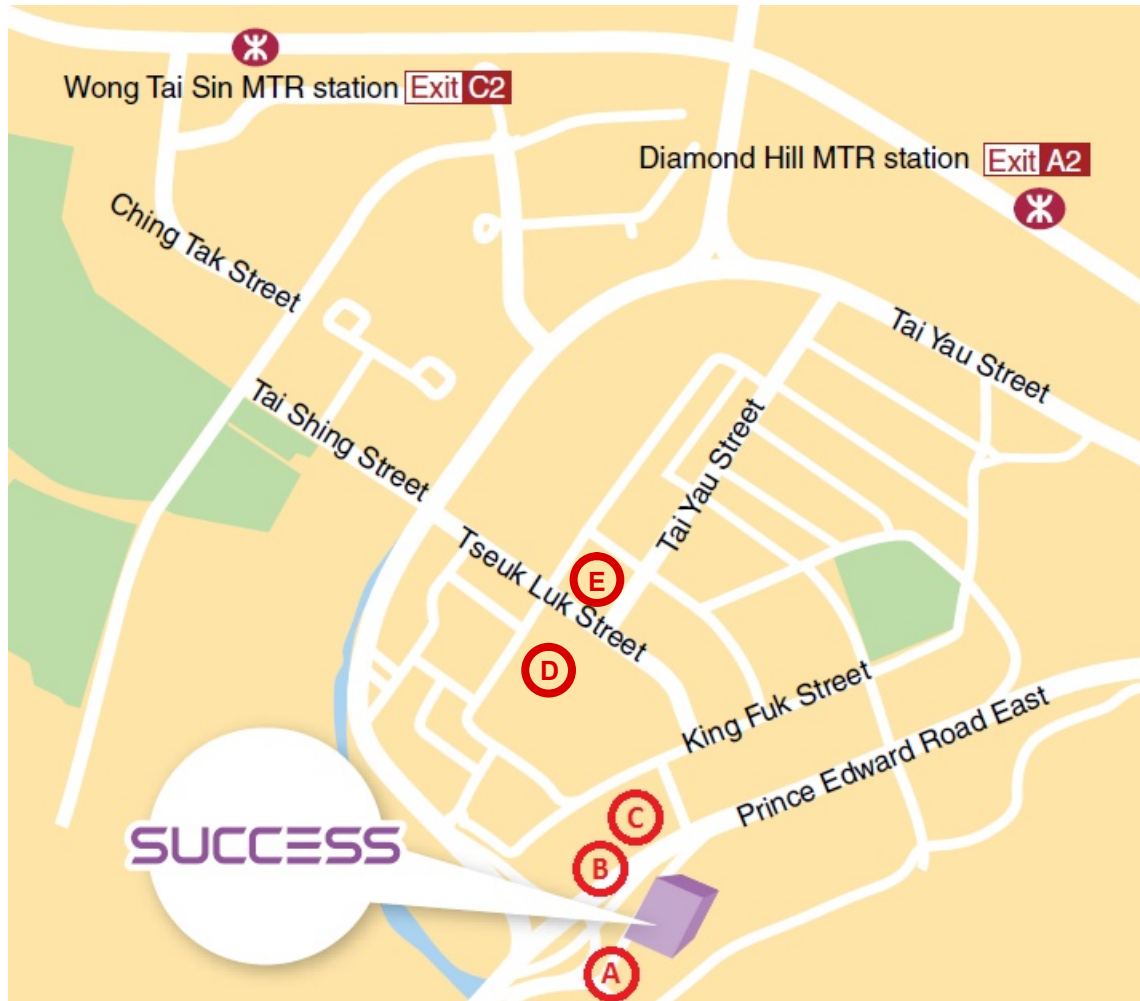 Wong Tai Sin MTR station Exit C2
Diamond Hill MTR station Exit A2
Ching Tak Street
Tai Yau Street
Tai Shing Street
Tai Yau Street
Tseuk Luk Street
E
D
King Fuk Street
Prince Edward Road East
C
SUCCESS
B
A